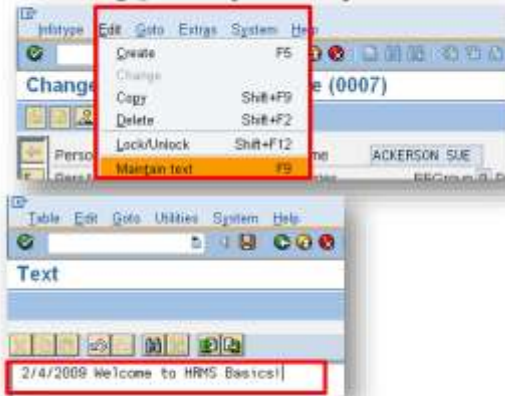 Infotype Edit Goto Extras System Help
Create F5
Change
Copy Shift+F9
Delete Shift+F2
Lock/Unlock Shift+F12
Maintain text F9
Change e (0007)
Perso me ACKERSON SUE
Table Edit Goto Utilities System Help
Text
2/4/2009 Welcome to HRMS Basics!